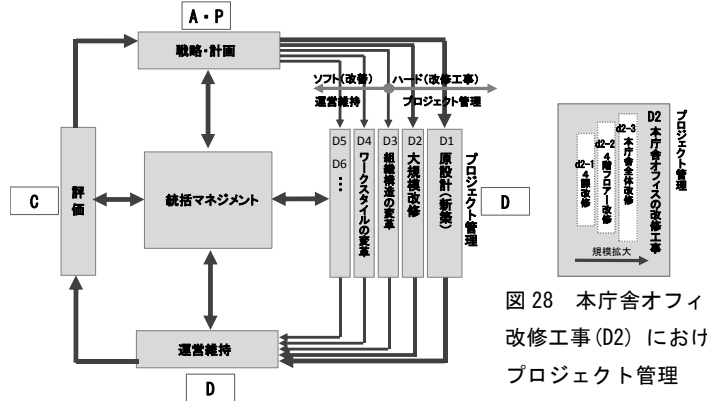 A・P
戦略・計画
ソフト(改善)
ハード(改修工事)
運営維持
プロジェクト管理
C
評価
統括マネジメント
D5
D6
…
D4
ワークスタイルの変革
D3
組織構造の変革
D2
大規模改修
D1
原設計(新築)
プロジェクト管理
D
運営維持
D
プロジェクト管理
D2
本庁舎オフィスの改修工事
d2-3
本庁舎全体改修
d2-2
4階フロアー改修
d2-1
4課改修
規模拡大
図28 本庁舎オフィ
改修工事(D2) におけ
プロジェクト管理